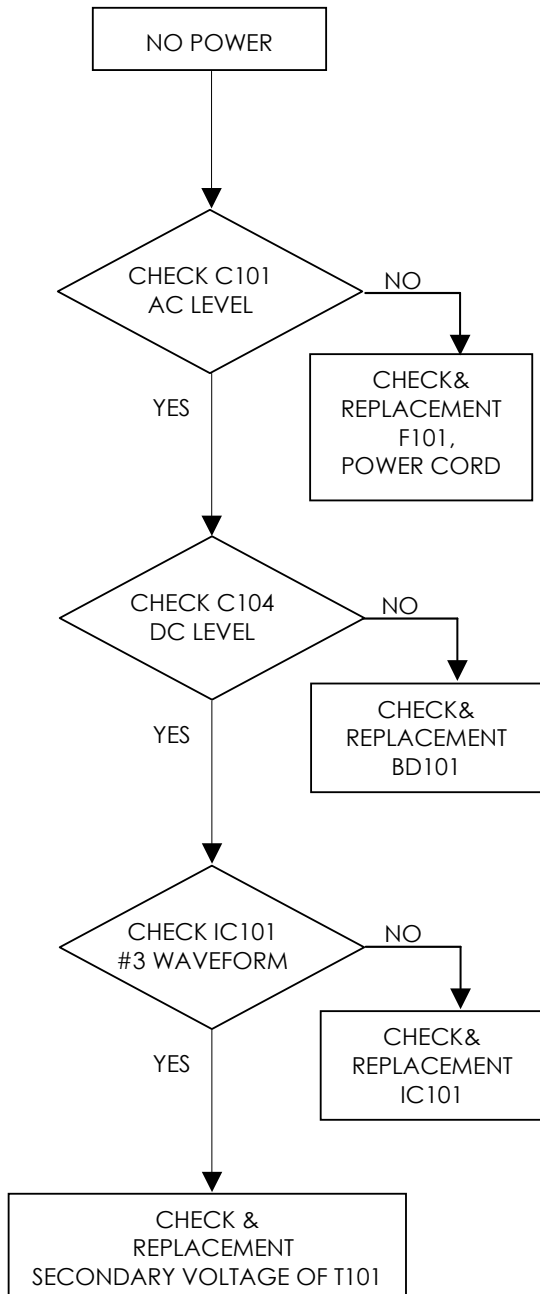 NO POWER
CHECK C101
AC LEVEL
NO
YES
CHECK&
REPLACEMENT
F101,
POWER CORD
CHECK C104
DC LEVEL
NO
YES
CHECK&
REPLACEMENT
BD101
CHECK IC101
#3 WAVEFORM
NO
YES
CHECK&
REPLACEMENT
IC101
CHECK &
REPLACEMENT
SECONDARY VOLTAGE OF T101